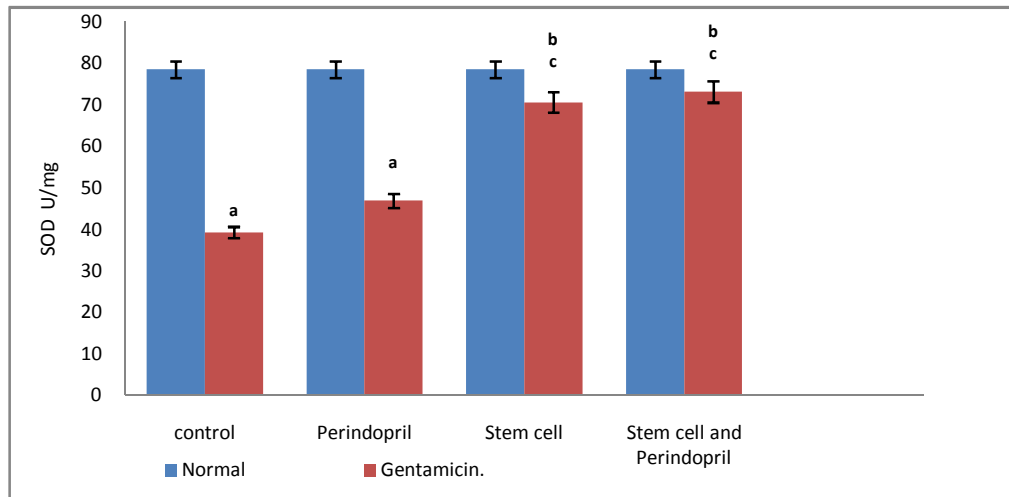 90
80
70
60
50
40
30
20
10
0
SOD U/mg
a
a
b
c
b
c
control
Perindopril
Stem cell
Stem cell and
Perindopril
Normal
Gentamicin.